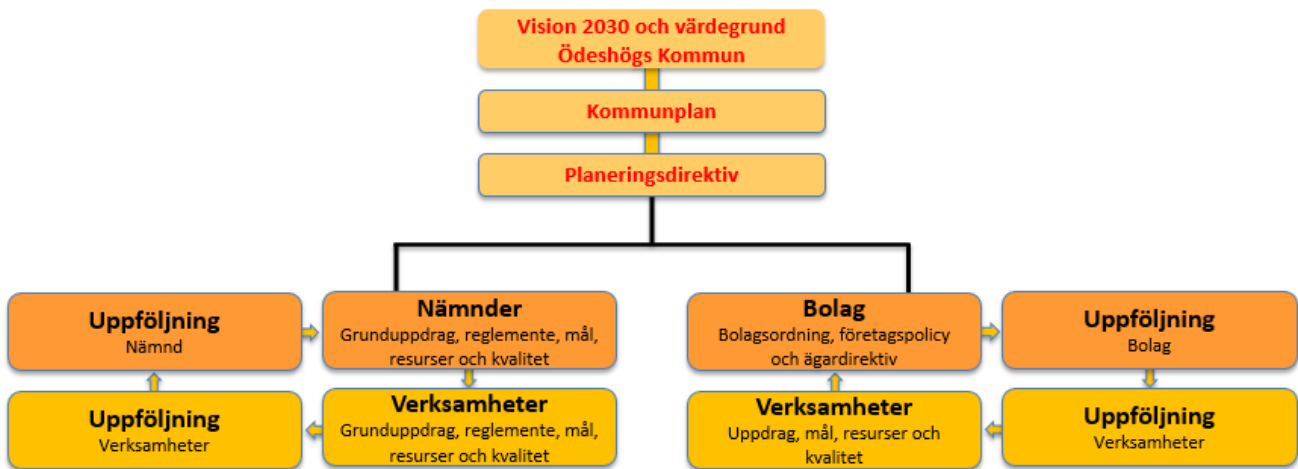 Vision 2030 och värdegrund
Ödeshögs Kommun
Kommunplan
Planeringsdirektiv
Uppföljning
Nämnd
Nämnder
Grunduppdrag, reglemente, mål,
resurser och kvalitet
Bolag
Bolagsordning, företagspolicy
och ägardirektiv
Uppföljning
Bolag
Uppföljning
Verksamheter
Verksamheter
Grunduppdrag, reglemente, mål,
resurser och kvalitet
Verksamheter
Uppdrag, mål, resurser och
kvalitet
Uppföljning
Verksamheter